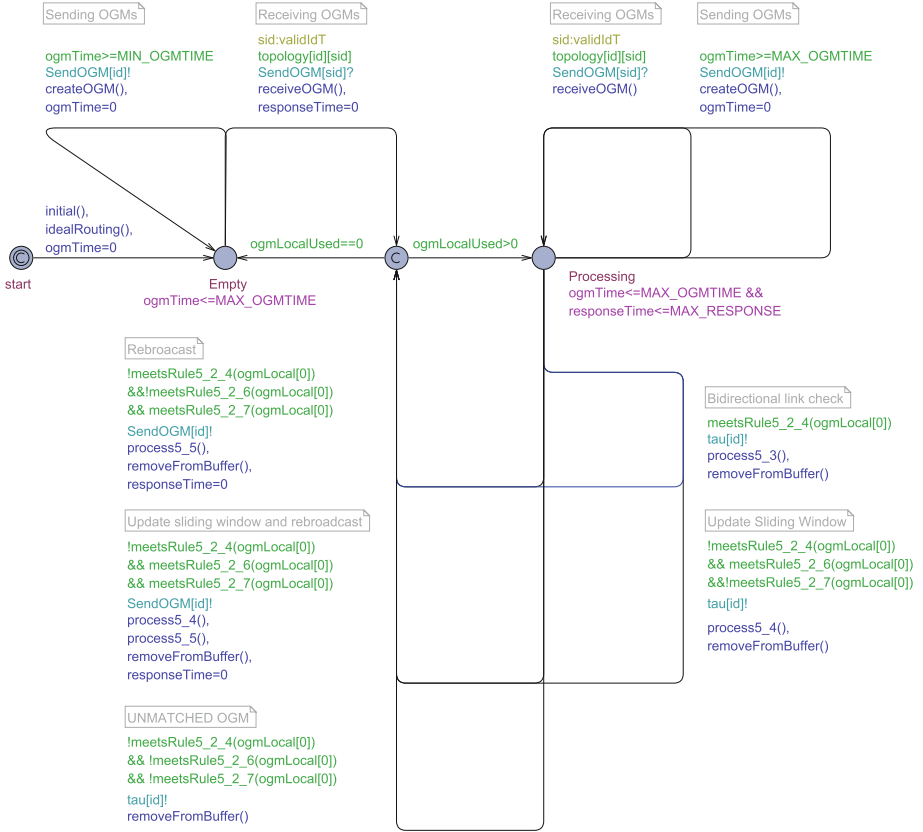 Sending OGMs
ogmTime>=MIN_OGMTIME
SendOGM[id]!
createOGM(),
ogmTime=0
Receiving OGMs
sid:validIdT
topology[id][sid]
SendOGM[sid]?
receiveOGM(),
responseTime=0
Receiving OGMs
sid:validIdT
topology[id][sid]
SendOGM[sid]?
receiveOGM()
Sending OGMs
ogmTime>=MAX_OGMTIME
SendOGM[id]!
createOGM(),
ogmTime=0
initial(),
idealRouting(),
ogmTime=0
C
start
Empty
ogmTime<=MAX_OGMTIME
ogmLocalUsed==0
C
ogmLocalUsed>0
Processing
ogmTime<=MAX_OGMTIME &&
responseTime<=MAX_RESPONSE
Rebroacast
!meetsRule5_2_4(ogmLocal[0])
&&!meetsRule5_2_6(ogmLocal[0])
&& meetsRule5_2_7(ogmLocal[0])
SendOGM[id]!
process5_5(),
removeFromBuffer(),
responseTime=0
Bidirectional link check
meetsRule5_2_4(ogmLocal[0])
tau[id]!
process5_3(),
removeFromBuffer()
Update sliding window and rebroadcast
!meetsRule5_2_4(ogmLocal[0])
&& meetsRule5_2_6(ogmLocal[0])
&& meetsRule5_2_7(ogmLocal[0])
SendOGM[id]!
process5_4(),
process5_5(),
removeFromBuffer(),
responseTime=0
Update Sliding Window
!meetsRule5_2_4(ogmLocal[0])
&& meetsRule5_2_6(ogmLocal[0])
&&!meetsRule5_2_7(ogmLocal[0])
tau[id]!
process5_4(),
removeFromBuffer()
UNMATCHED OGM
!meetsRule5_2_4(ogmLocal[0])
&& !meetsRule5_2_6(ogmLocal[0])
&& !meetsRule5_2_7(ogmLocal[0])
tau[id]!
removeFromBuffer()